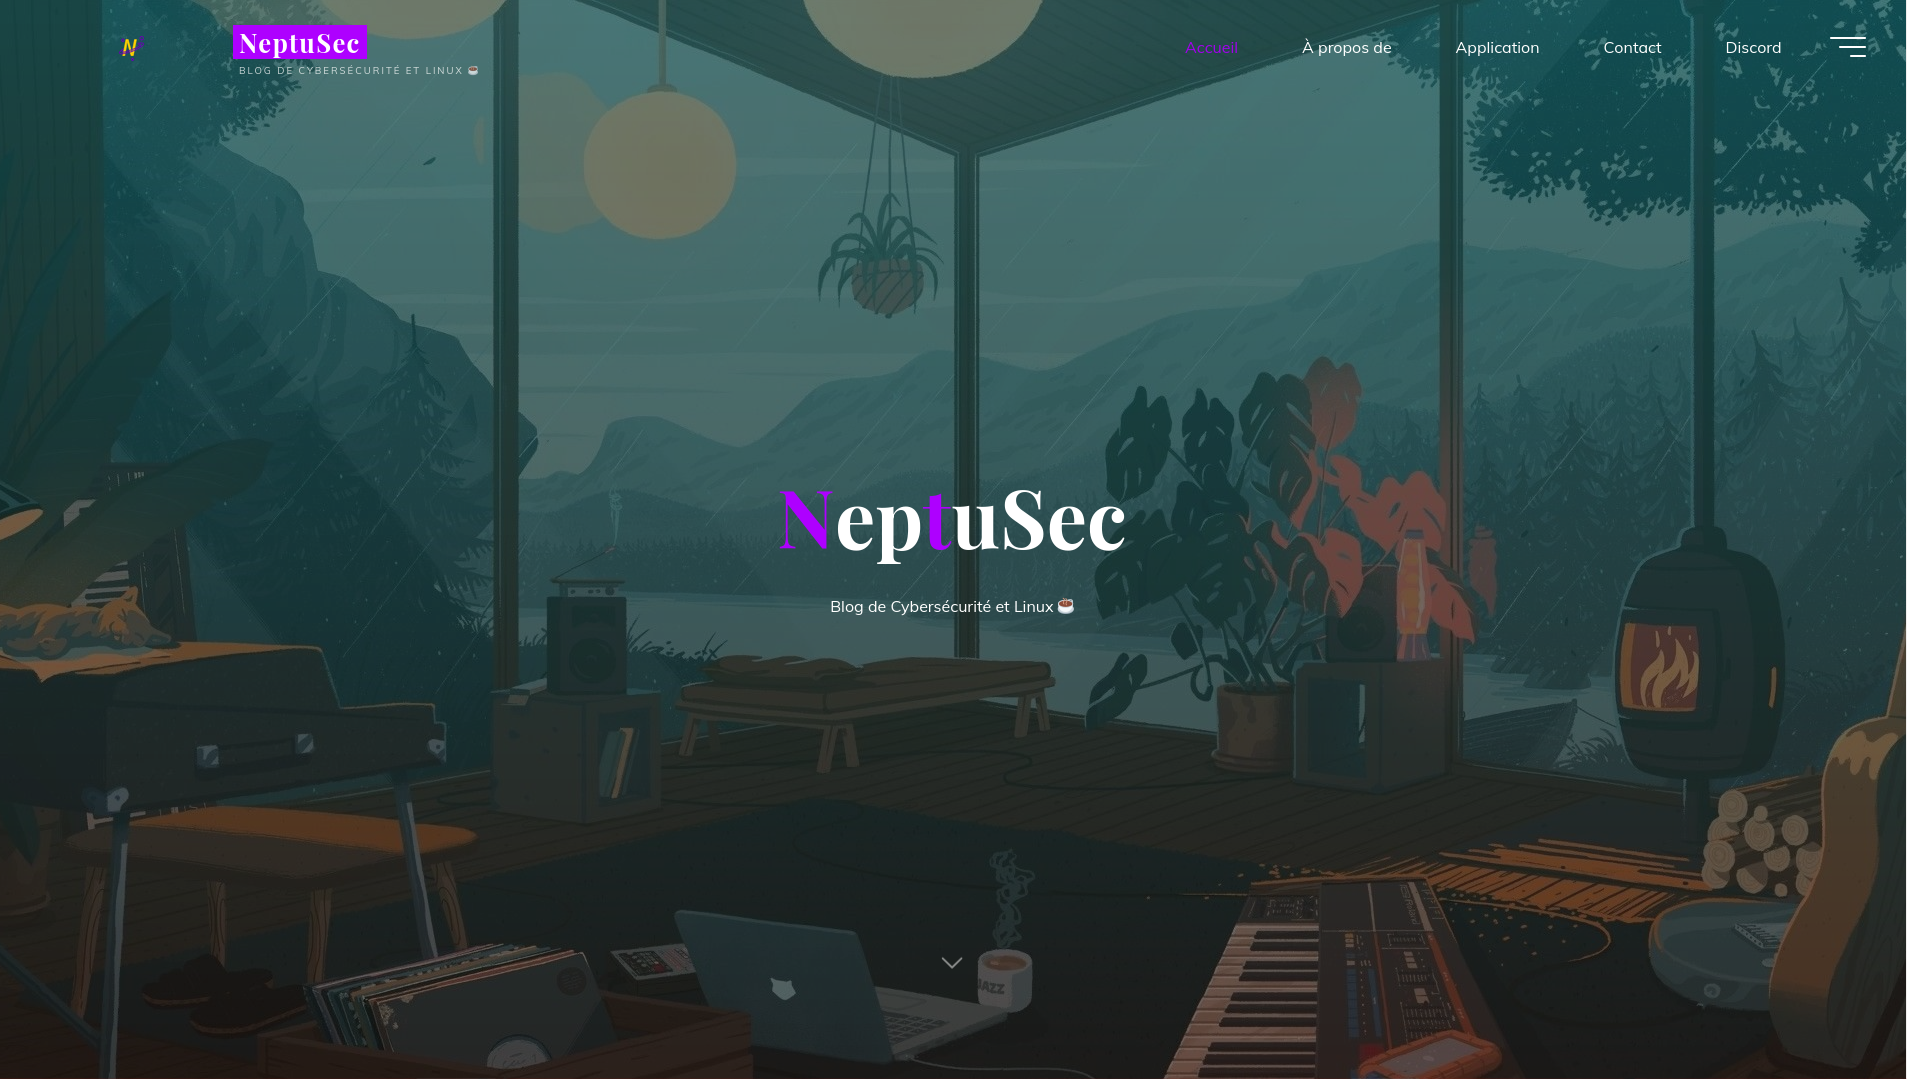 N
NeptuSec
BLOG DE CYBERSÉCURITÉ ET LINUX ☕
Accueil
À propos de
Application
Contact
Discord
NeptuSec
Blog de Cybersécurité et Linux ☕
JAZZ